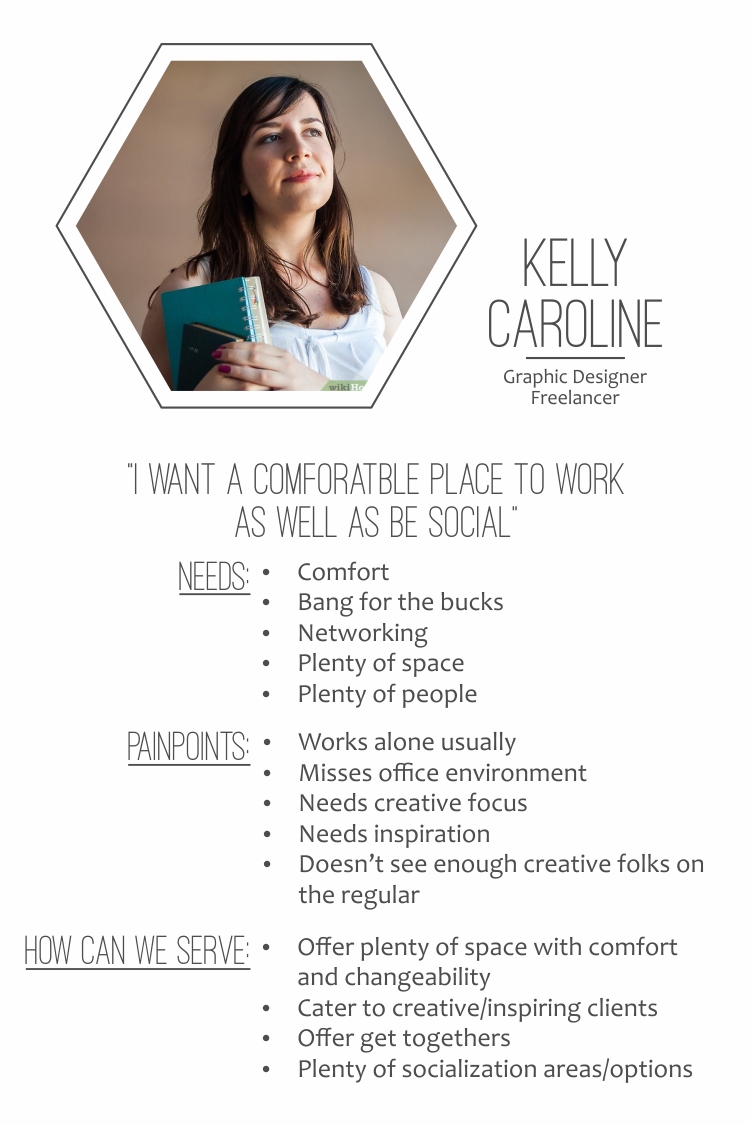 KELLY
CAROLINE
Graphic Designer
Freelancer
"I WANT A COMFORATBLE PLACE TO WORK
AS WELL AS BE SOCIAL"
NEEDS:
• Comfort
• Bang for the bucks
• Networking
• Plenty of space
• Plenty of people
PAINPOINTS:
• Works alone usually
• Misses office environment
• Needs creative focus
• Needs inspiration
• Doesn’t see enough creative folks on
the regular
HOW CAN WE SERVE:
• Offer plenty of space with comfort
and changeability
• Cater to creative/inspiring clients
• Offer get togethers
• Plenty of socialization areas/options